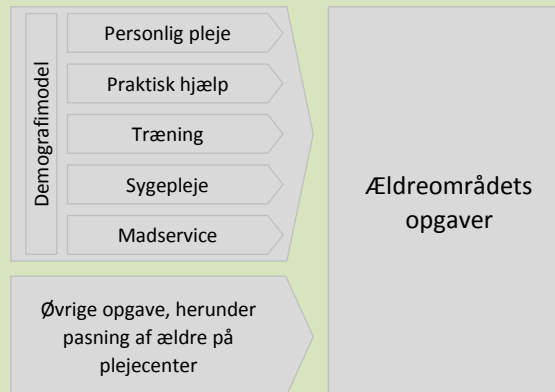 Demografimodel
Personlig pleje
Praktisk hjælp
Træning
Sygepleje
Madservice
Øvrige opgave, herunder
pasning af ældre på
plejecenter
Ældreområdets
opgaver